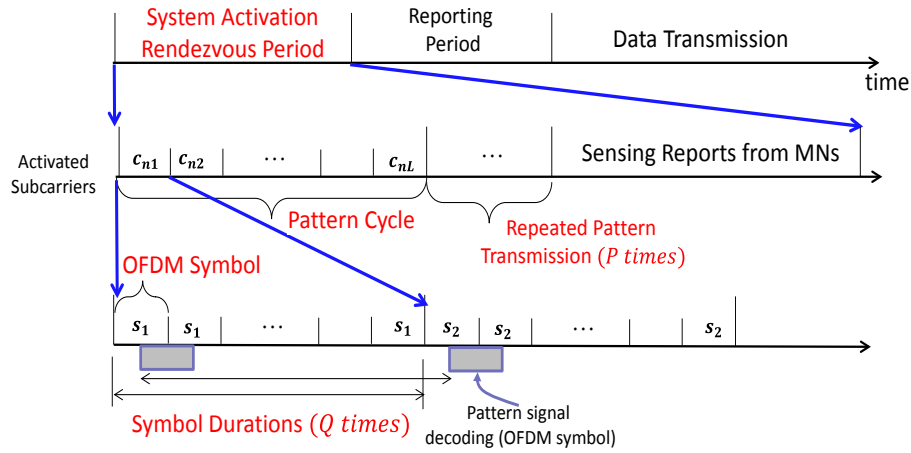 System Activation
Rendezvous Period
Reporting
Period
Data Transmission
time
Activated
Subcarriers
c_{n1} c_{n2} ... c_{nL} ...
Sensing Reports from MNs
Pattern Cycle
Repeated Pattern
Transmission (P times)
OFDM Symbol
s_1 s_1 ... s_1 s_2 s_2 ... s_2
Symbol Durations (Q times)
Pattern signal
decoding (OFDM symbol)